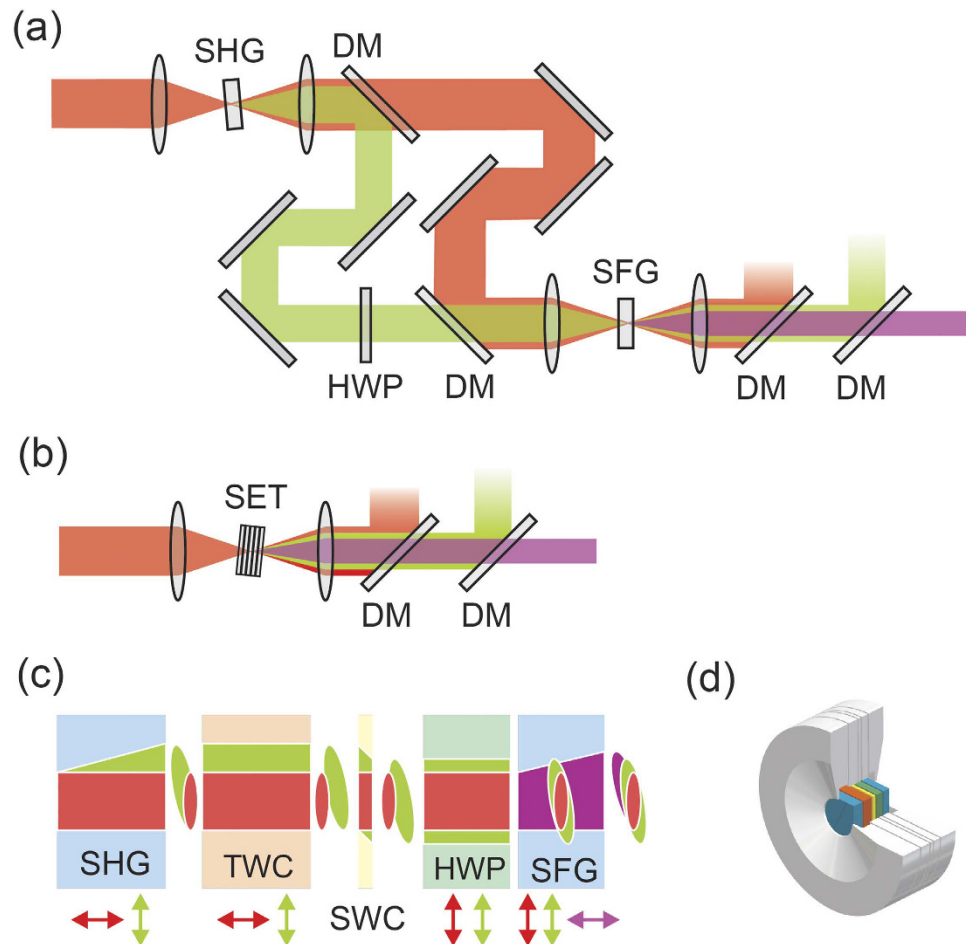 (a)
SHG
DM
SFG
HWP
DM
DM
DM
(b)
SET
DM
DM
(c)
(d)
SHG
TWC
SWC
HWP
SFG